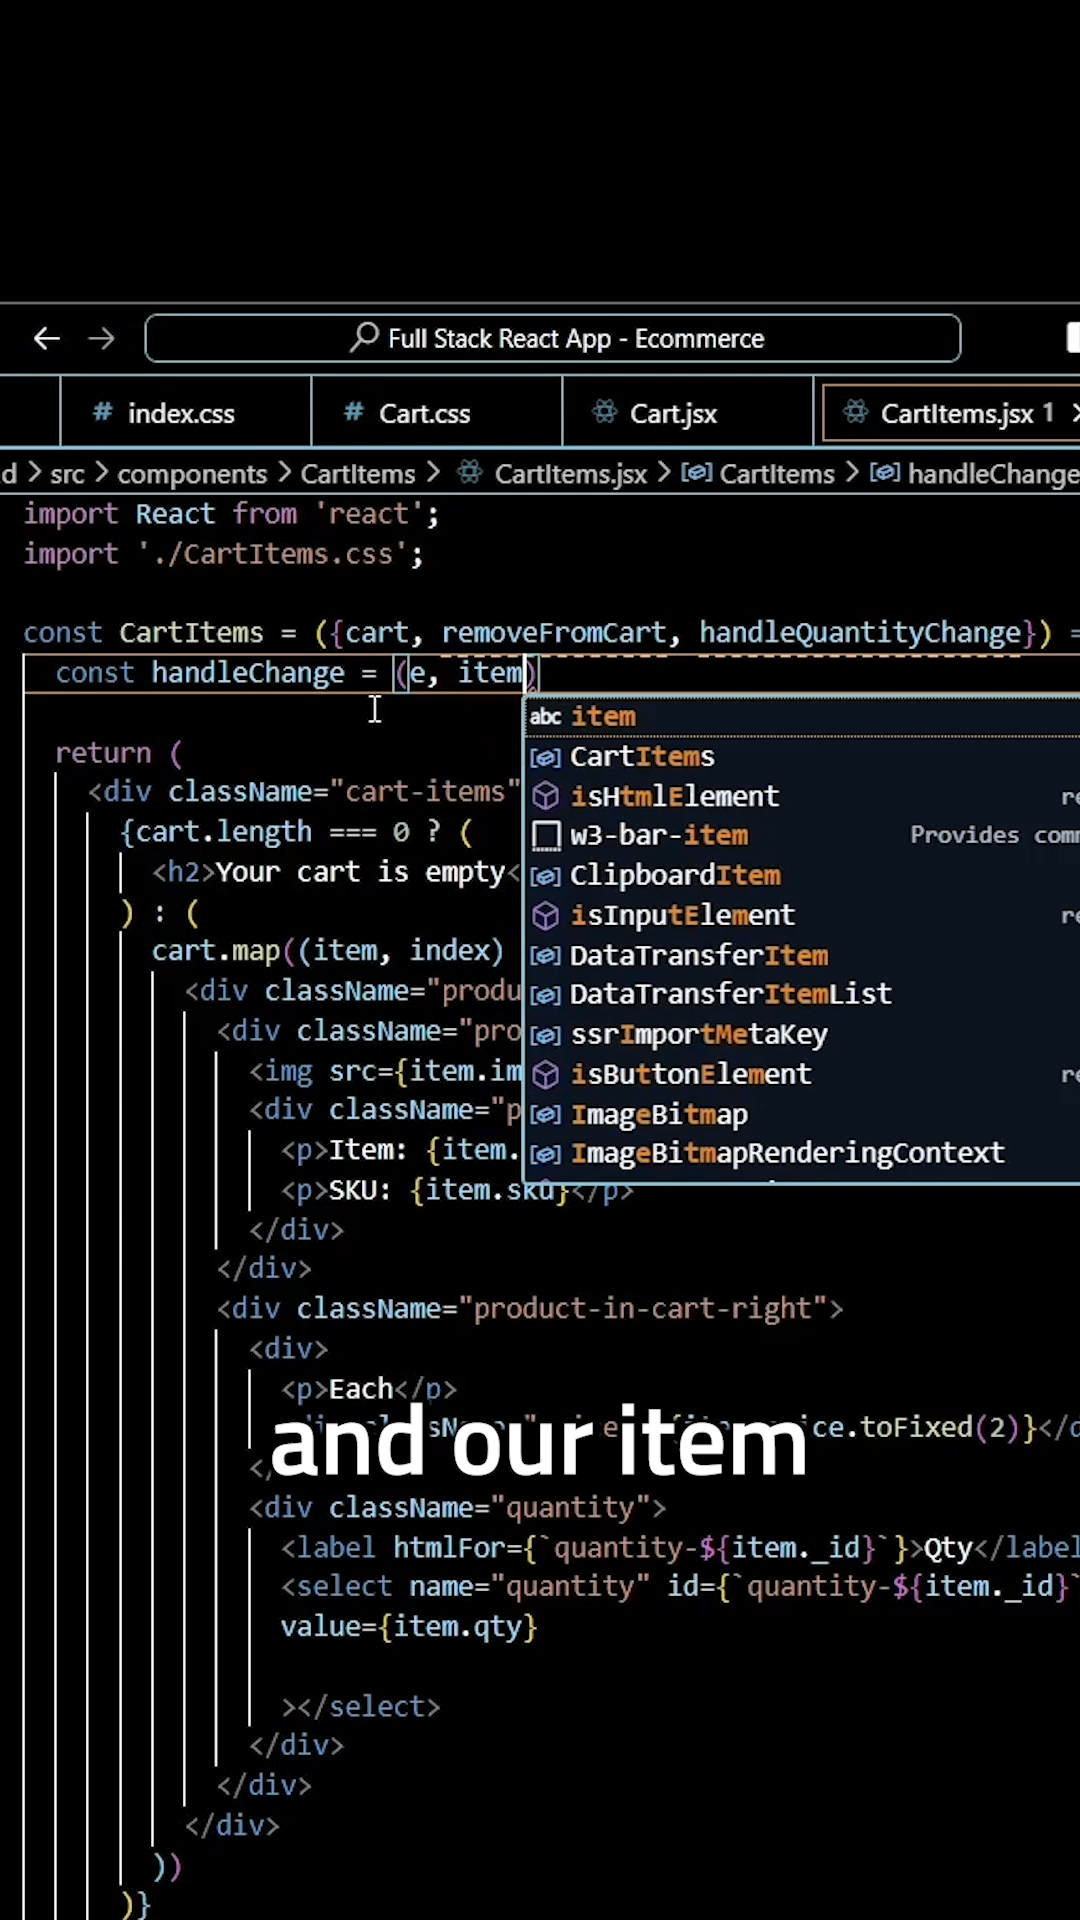 Full Stack React App - Ecommerce
# index.css # Cart.css Cart.jsx CartItems.jsx 1
d > src > components > CartItems > CartItems.jsx > CartItems > handleChange
import React from 'react';
import './CartItems.css';
const CartItems = ({cart, removeFromCart, handleQuantityChange}) =
const handleChange = (e, item)
abc item
return (
CartItems
<div className="cart-items"
isHtmlElement re
{cart.length === 0 ? (
w3-bar-item Provides comm
<h2>Your cart is empty<
ClipboardItem
) : (
isInputElement re
cart.map((item, index)
DataTransferItem
<div className="produ
DataTransferItemList
<div className="pro
ssrImportMetaKey
<img src={item.im
isButtonElement re
<div className="p
ImageBitmap
<p>Item: {item.
ImageBitmapRenderingContext
<p>SKU: {item.sku}</p>
</div>
</div>
<div className="product-in-cart-right">
<div>
<p>Each</p>
ice.toFixed(2)}</d
and our item
</
<div className="quantity">
<label htmlFor={`quantity-${item._id}`}>Qty</label
<select name="quantity" id={`quantity-${item._id}`
value={item.qty}
></select>
</div>
</div>
</div>
))
)}